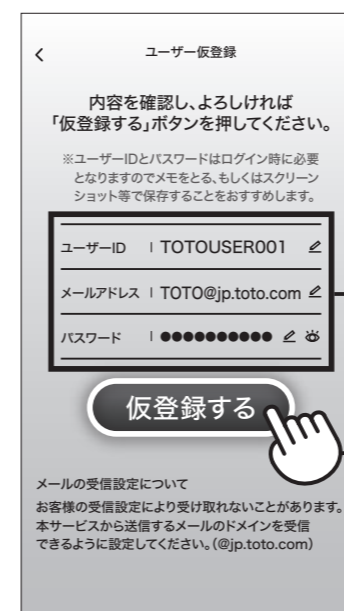 ユーザー仮登録
内容を確認し、よろしければ
「仮登録する」ボタンを押してください。
※ユーザーIDとパスワードはログイン時に必要
となりますのでメモをとる、もしくはスクリーン
ショット等で保存することをおすすめします。
ユーザーID | TOTOUSER001
メールアドレス | TOTO@jp.toto.com
パスワード | ●●●●●●●●●●
仮登録する
メールの受信設定について
お客様の受信設定により受け取れないことがあります。
本サービスから送信するメールのドメインを受信
できるように設定してください。(@jp.toto.com)